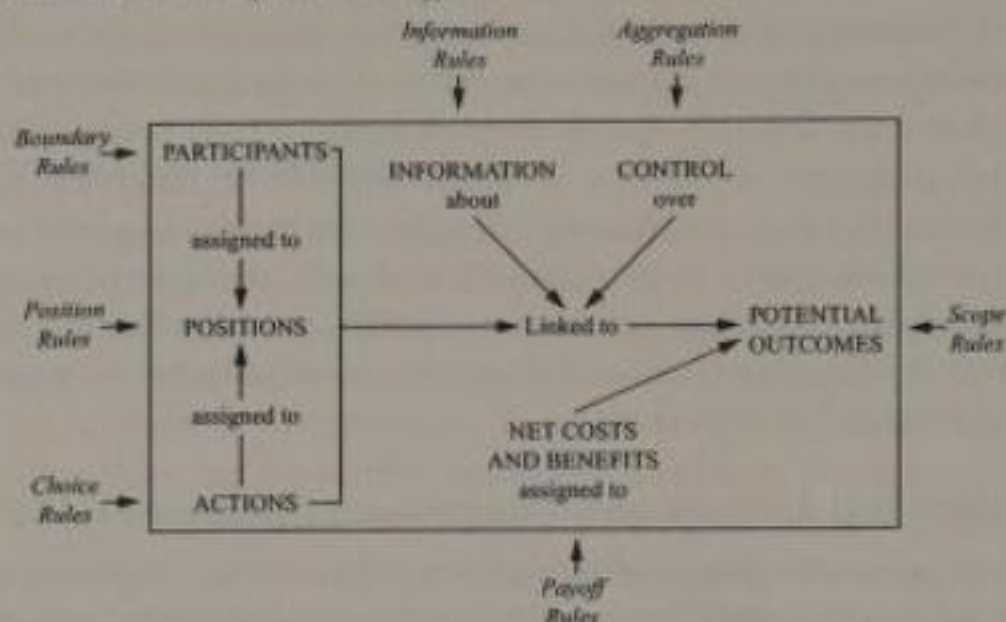 Information
Rules
Aggregation
Rules
Boundary
Rules
PARTICIPANTS
INFORMATION
about
CONTROL
over
assigned to
Position
Rules
POSITIONS
Linked to
POTENTIAL
OUTCOMES
Scope
Rules
assigned to
NET COSTS
AND BENEFITS
assigned to
Choice
Rules
ACTIONS
Payoff
Rules